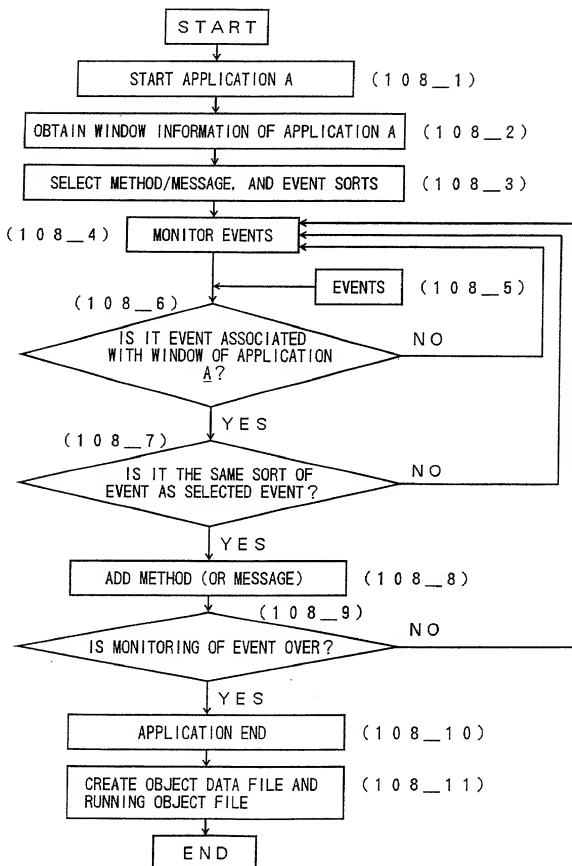 START
START APPLICATION A (108_1)
OBTAIN WINDOW INFORMATION OF APPLICATION A (108_2)
SELECT METHOD/MESSAGE, AND EVENT SORTS (108_3)
(108_4) MONITOR EVENTS
EVENTS (108_5)
(108_6)
IS IT EVENT ASSOCIATED
WITH WINDOW OF APPLICATION
A?
NO
YES
(108_7)
IS IT THE SAME SORT OF
EVENT AS SELECTED EVENT?
NO
YES
ADD METHOD (OR MESSAGE) (108_8)
(108_9)
IS MONITORING OF EVENT OVER?
NO
YES
APPLICATION END (108_10)
CREATE OBJECT DATA FILE AND
RUNNING OBJECT FILE
(108_11)
END